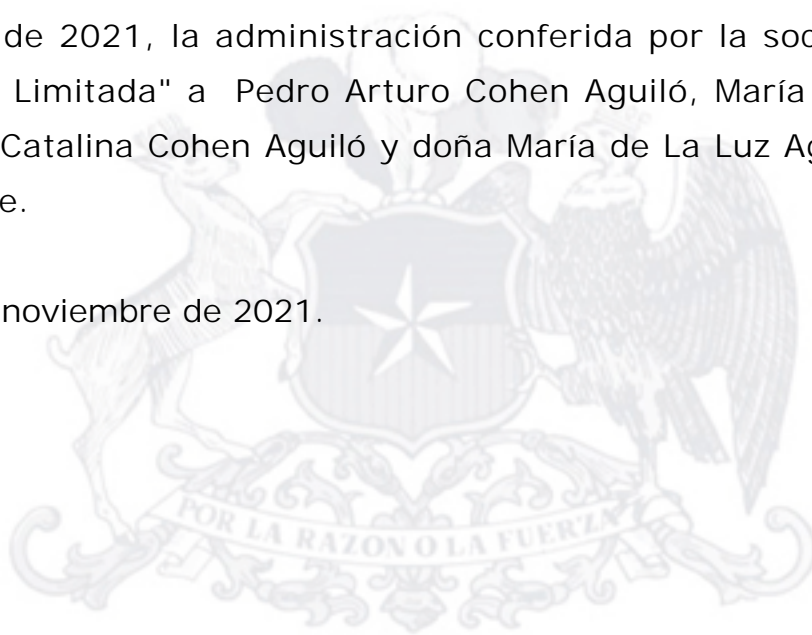 de 2021, la administración conferida por la soc
Limitada" a Pedro Arturo Cohen Aguiló, María
Catalina Cohen Aguiló y doña María de La Luz Ag
e.
noviembre de 2021.
POR LA RAZON O LA FUERZA